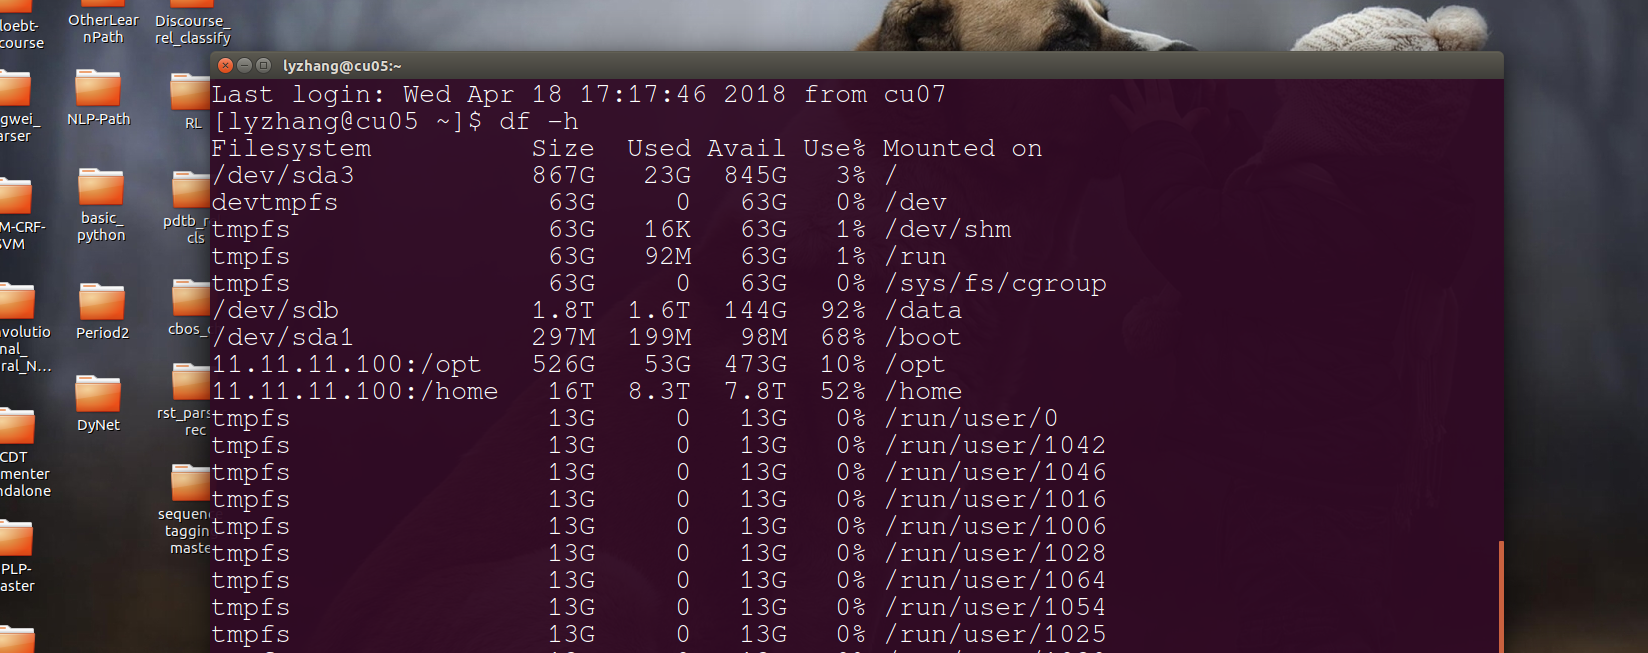 loebt-
course
OtherLear
nPath
Discourse_
rel_classify
gwei_
arser
NLP-Path
RL
M-CRF-
SVM
basic_
python
pdtb_r
cls
nvolutio
nal_
ral_N...
Period2
cbos_
DyNet
rst_pars
rec
CDT
menter
ndalone
sequen
taggin
maste
PLP-
aster
lyzhang@cu05:~
Last login: Wed Apr 18 17:17:46 2018 from cu07
[lyzhang@cu05 ~]$ df -h
Filesystem Size Used Avail Use% Mounted on
/dev/sda3 867G 23G 845G 3% /
devtmpfs 63G 0 63G 0% /dev
tmpfs 63G 16K 63G 1% /dev/shm
tmpfs 63G 92M 63G 1% /run
tmpfs 63G 0 63G 0% /sys/fs/cgroup
/dev/sdb 1.8T 1.6T 144G 92% /data
/dev/sda1 297M 199M 98M 68% /boot
11.11.11.100:/opt 526G 53G 473G 10% /opt
11.11.11.100:/home 16T 8.3T 7.8T 52% /home
tmpfs 13G 0 13G 0% /run/user/0
tmpfs 13G 0 13G 0% /run/user/1042
tmpfs 13G 0 13G 0% /run/user/1046
tmpfs 13G 0 13G 0% /run/user/1016
tmpfs 13G 0 13G 0% /run/user/1006
tmpfs 13G 0 13G 0% /run/user/1028
tmpfs 13G 0 13G 0% /run/user/1064
tmpfs 13G 0 13G 0% /run/user/1054
tmpfs 13G 0 13G 0% /run/user/1025